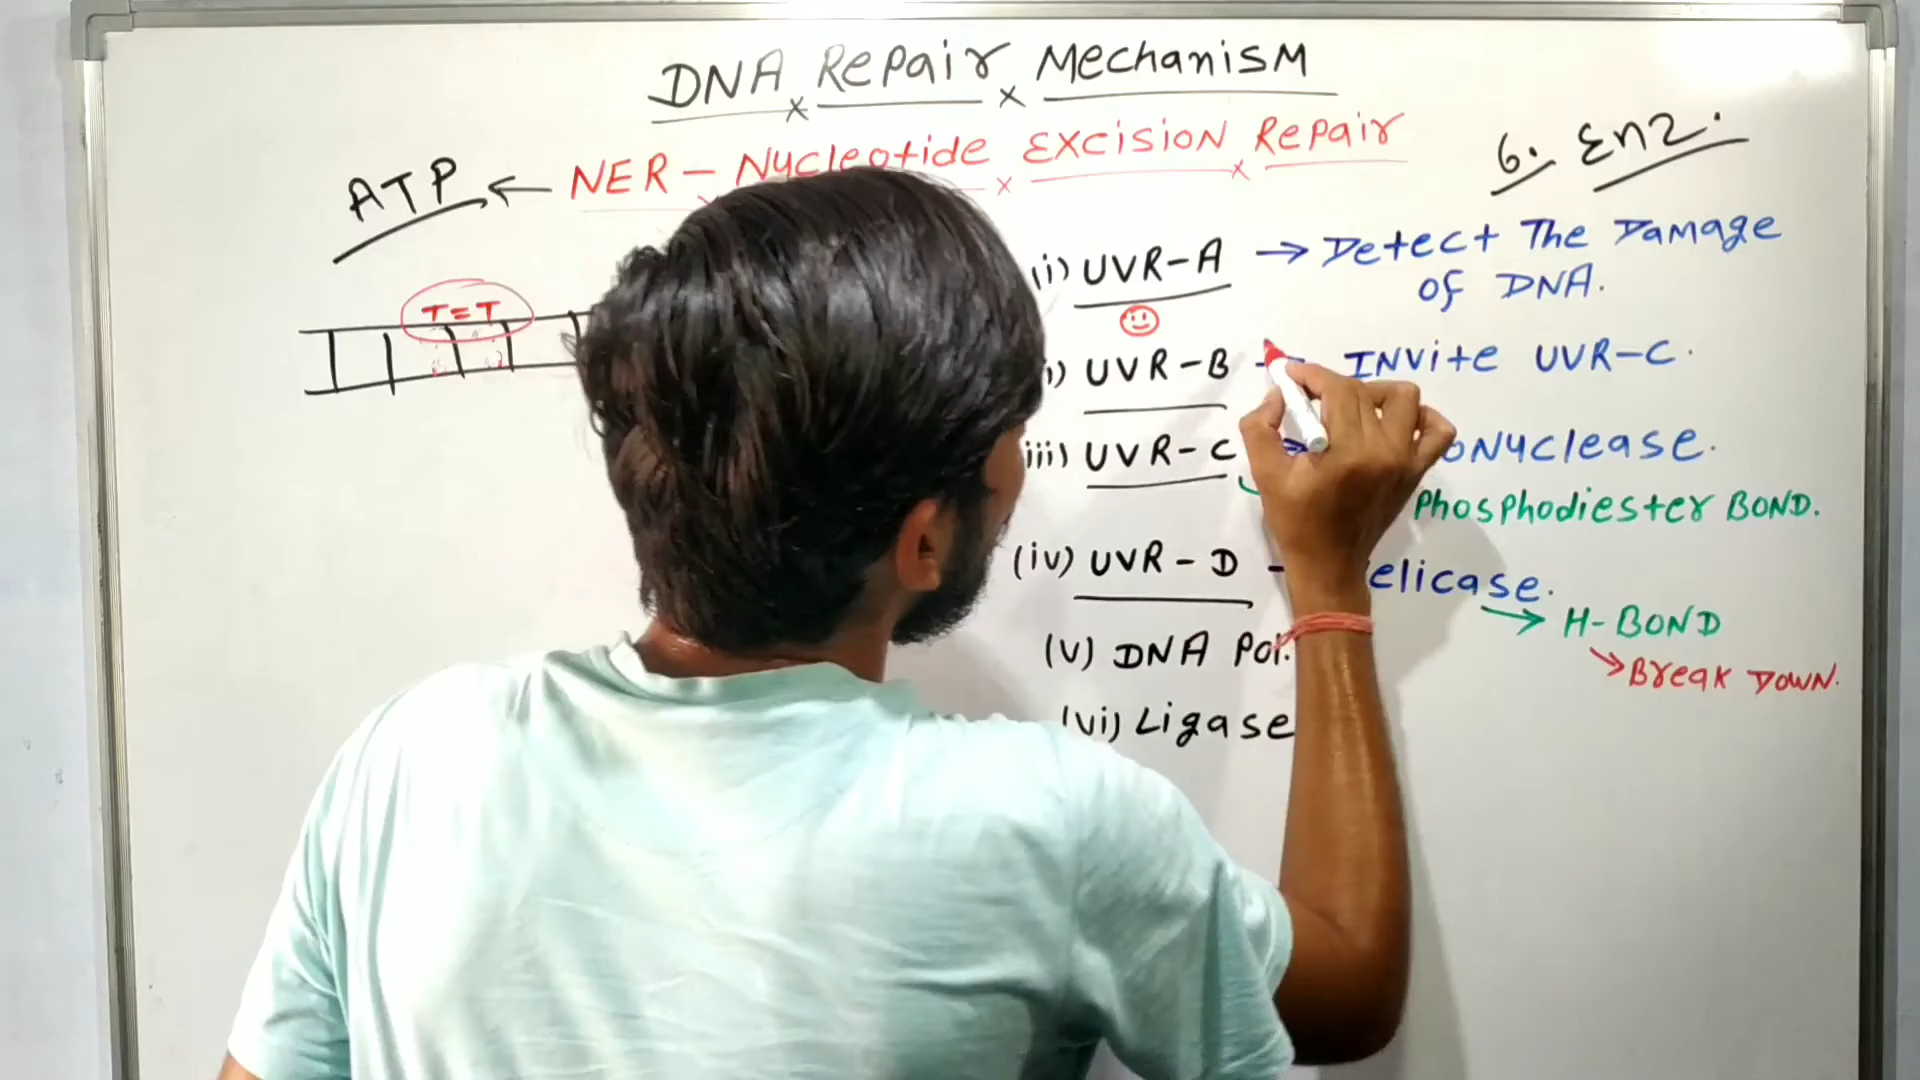 DNA Repair Mechanism
NER - Nucleotide Excision Repair
ATP ←
6. Enz.
T=T
(i) UVR-A → Detect The Damage
of DNA.
UVR-B INVite UVR-C.
iii) UVR-C
Phosphodiester BOND.
(iv) UVR-D
H-BOND
Break DOWN.
(v) DNA Pol.
(vi) Ligase